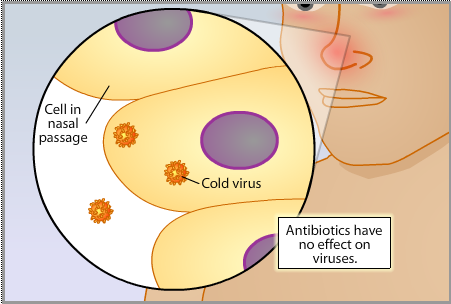 Cell in
nasal
passage
Cold virus
Antibiotics have
no effect on
viruses.